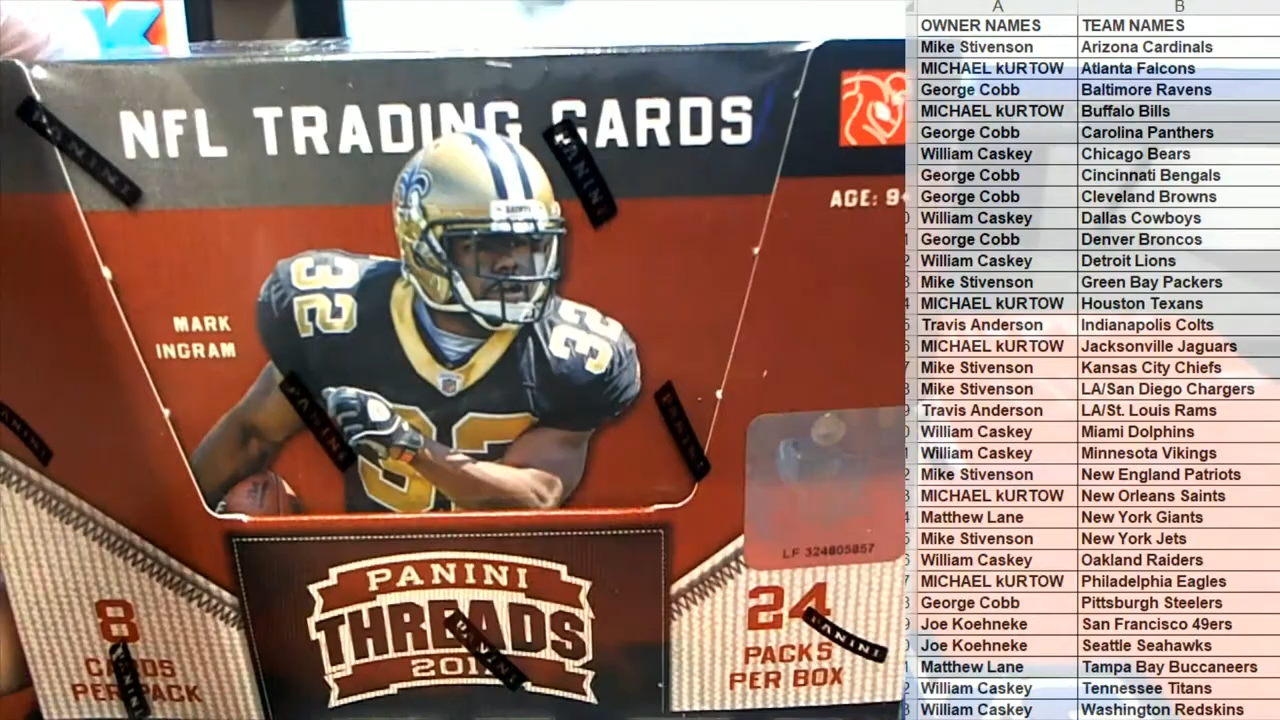 NFL TRADING CARDS
AGE: 9+
MARK
INGRAM
32
32
32
LF 324805857
8
CARDS
PER PACK
PANINI
THREADS
24
PACKS
PER BOX
PANINI
PANINI
PANINI
PANINI
PANINI
PANINI
PANINI
PANINI
A B
OWNER NAMES TEAM NAMES
Mike Stivenson Arizona Cardinals
MICHAEL kURTOW Atlanta Falcons
George Cobb Baltimore Ravens
MICHAEL kURTOW Buffalo Bills
George Cobb Carolina Panthers
William Caskey Chicago Bears
George Cobb Cincinnati Bengals
George Cobb Cleveland Browns
William Caskey Dallas Cowboys
George Cobb Denver Broncos
William Caskey Detroit Lions
Mike Stivenson Green Bay Packers
MICHAEL kURTOW Houston Texans
Travis Anderson Indianapolis Colts
MICHAEL kURTOW Jacksonville Jaguars
Mike Stivenson Kansas City Chiefs
Mike Stivenson LA/San Diego Chargers
Travis Anderson LA/St. Louis Rams
William Caskey Miami Dolphins
William Caskey Minnesota Vikings
Mike Stivenson New England Patriots
MICHAEL kURTOW New Orleans Saints
Matthew Lane New York Giants
Mike Stivenson New York Jets
William Caskey Oakland Raiders
MICHAEL kURTOW Philadelphia Eagles
George Cobb Pittsburgh Steelers
Joe Koehneke San Francisco 49ers
Joe Koehneke Seattle Seahawks
Matthew Lane Tampa Bay Buccaneers
William Caskey Tennessee Titans
William Caskey Washington Redskins